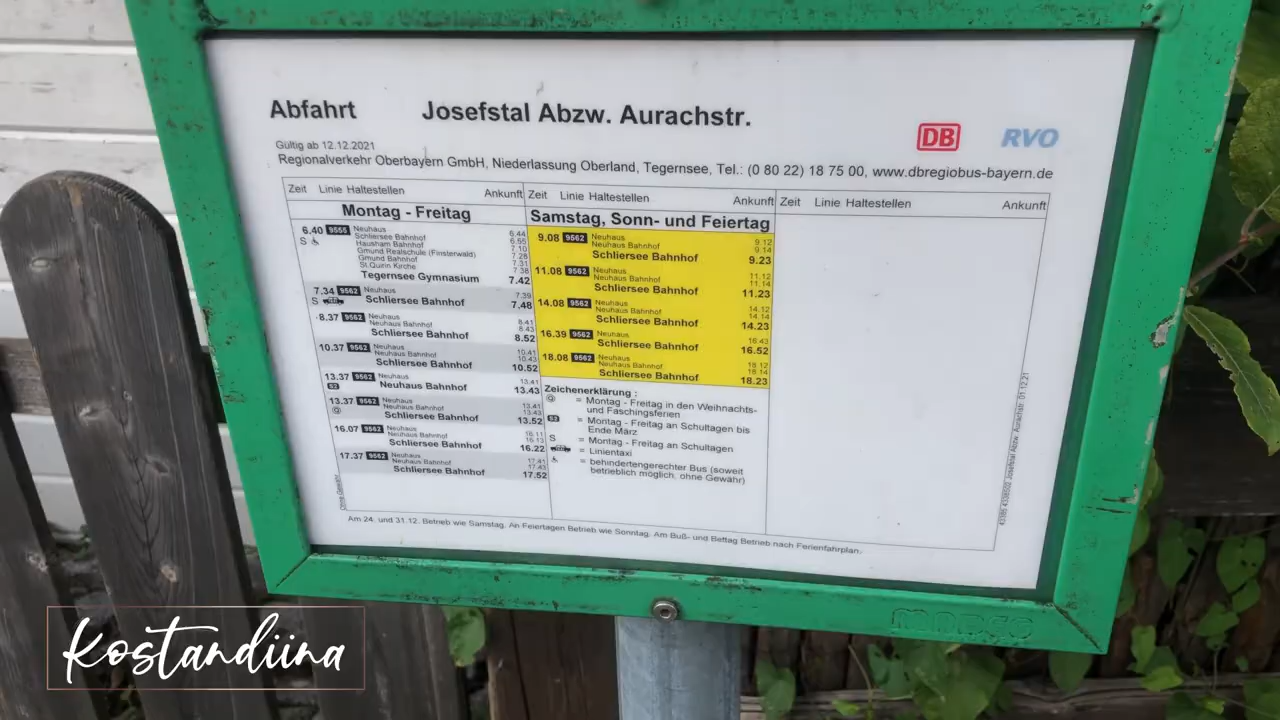 Abfahrt Josefstal Abzw. Aurachstr.
DB RVO
Gültig ab 12.12.2021
Regionalverkehr Oberbayern GmbH, Niederlassung Oberland, Tegernsee, Tel.: (0 80 22) 18 75 00, www.dbregiobus-bayern.de
Zeit Linie Haltestellen Ankunft
Montag - Freitag
6.40 9555 Neuhaus 6.44
S Schliersee Bahnhof 6.55
Hausham Bahnhof 7.10
Gmund Realschule (Finsterwald) 7.28
Gmund Bahnhof 7.31
St.Quirin Kirche 7.38
Tegernsee Gymnasium 7.42
7.34 9562 Neuhaus 7.39
S Schliersee Bahnhof 7.48
8.37 9562 Neuhaus 8.41
Neuhaus Bahnhof 8.43
Schliersee Bahnhof 8.52
10.37 9562 Neuhaus 10.41
Neuhaus Bahnhof 10.43
Schliersee Bahnhof 10.52
13.37 9562 Neuhaus 13.41
S2 Neuhaus Bahnhof 13.43
13.37 9562 Neuhaus 13.41
Neuhaus Bahnhof 13.43
Schliersee Bahnhof 13.52
16.07 9562 Neuhaus 16.11
Neuhaus Bahnhof 16.13
Schliersee Bahnhof 16.22
17.37 9562 Neuhaus 17.41
Neuhaus Bahnhof 17.43
Schliersee Bahnhof 17.52
Ohne Gewähr
Zeit Linie Haltestellen Ankunft
Samstag, Sonn- und Feiertag
9.08 9562 Neuhaus 9.12
Neuhaus Bahnhof 9.14
Schliersee Bahnhof 9.23
11.08 9562 Neuhaus 11.12
Neuhaus Bahnhof 11.14
Schliersee Bahnhof 11.23
14.08 9562 Neuhaus 14.12
Neuhaus Bahnhof 14.14
Schliersee Bahnhof 14.23
16.39 9562 Neuhaus 16.43
Schliersee Bahnhof 16.52
18.08 9562 Neuhaus 18.12
Neuhaus Bahnhof 18.14
Schliersee Bahnhof 18.23
Zeichenerklärung :
= Montag - Freitag in den Weihnachts-
und Faschingsferien
S2 = Montag - Freitag an Schultagen bis
Ende März
S = Montag - Freitag an Schultagen
= Linientaxi
= behindertengerechter Bus (soweit
betrieblich möglich, ohne Gewähr)
Zeit Linie Haltestellen Ankunft
Josefstal Abzw. Aurachstr. 01.12.21
Am 24. und 31.12. Betrieb wie Samstag. An Feiertagen Betrieb wie Sonntag. Am Buß- und Bettag Betrieb nach Ferienfahrplan.
Kostandiina